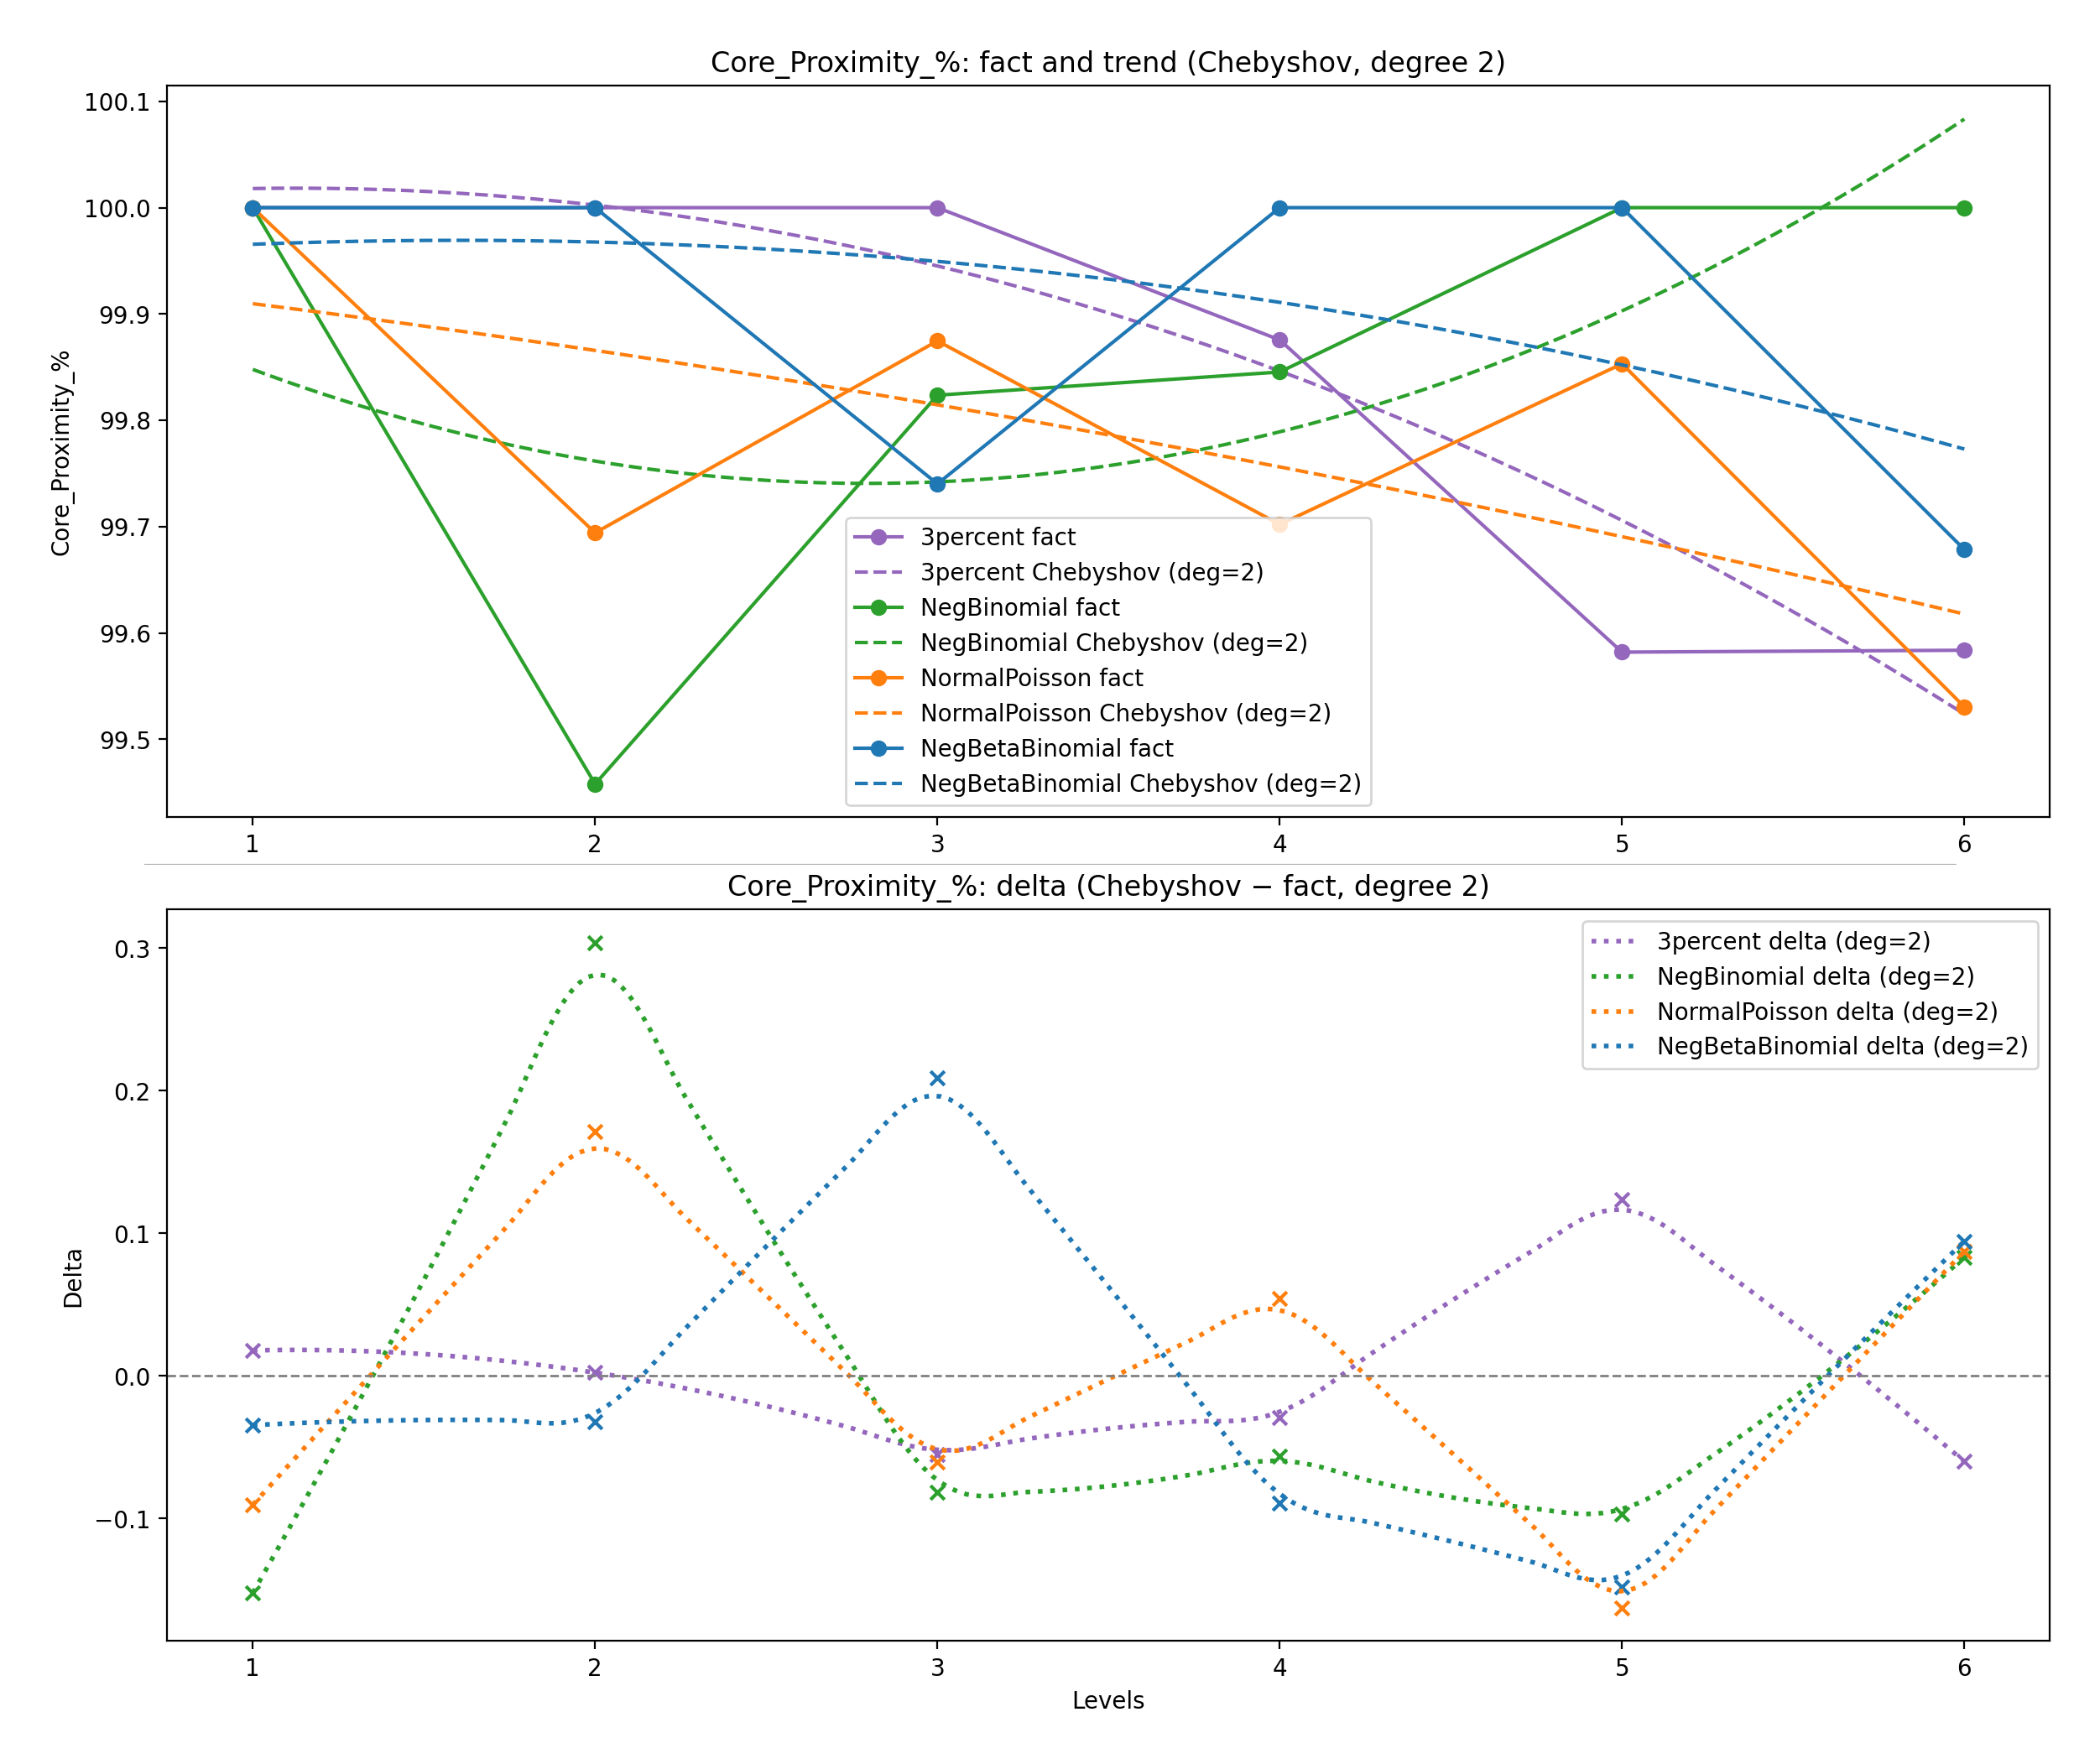 Core_Proximity_%: fact and trend (Chebyshov, degree 2)
Core_Proximity_%
100.1
100.0
99.9
99.8
99.7
99.6
99.5
3percent fact
3percent Chebyshov (deg=2)
NegBinomial fact
NegBinomial Chebyshov (deg=2)
NormalPoisson fact
NormalPoisson Chebyshov (deg=2)
NegBetaBinomial fact
NegBetaBinomial Chebyshov (deg=2)
1 2 3 4 5 6
Core_Proximity_%: delta (Chebyshov − fact, degree 2)
Delta
0.3
0.2
0.1
0.0
−0.1
3percent delta (deg=2)
NegBinomial delta (deg=2)
NormalPoisson delta (deg=2)
NegBetaBinomial delta (deg=2)
1 2 3 4 5 6
Levels